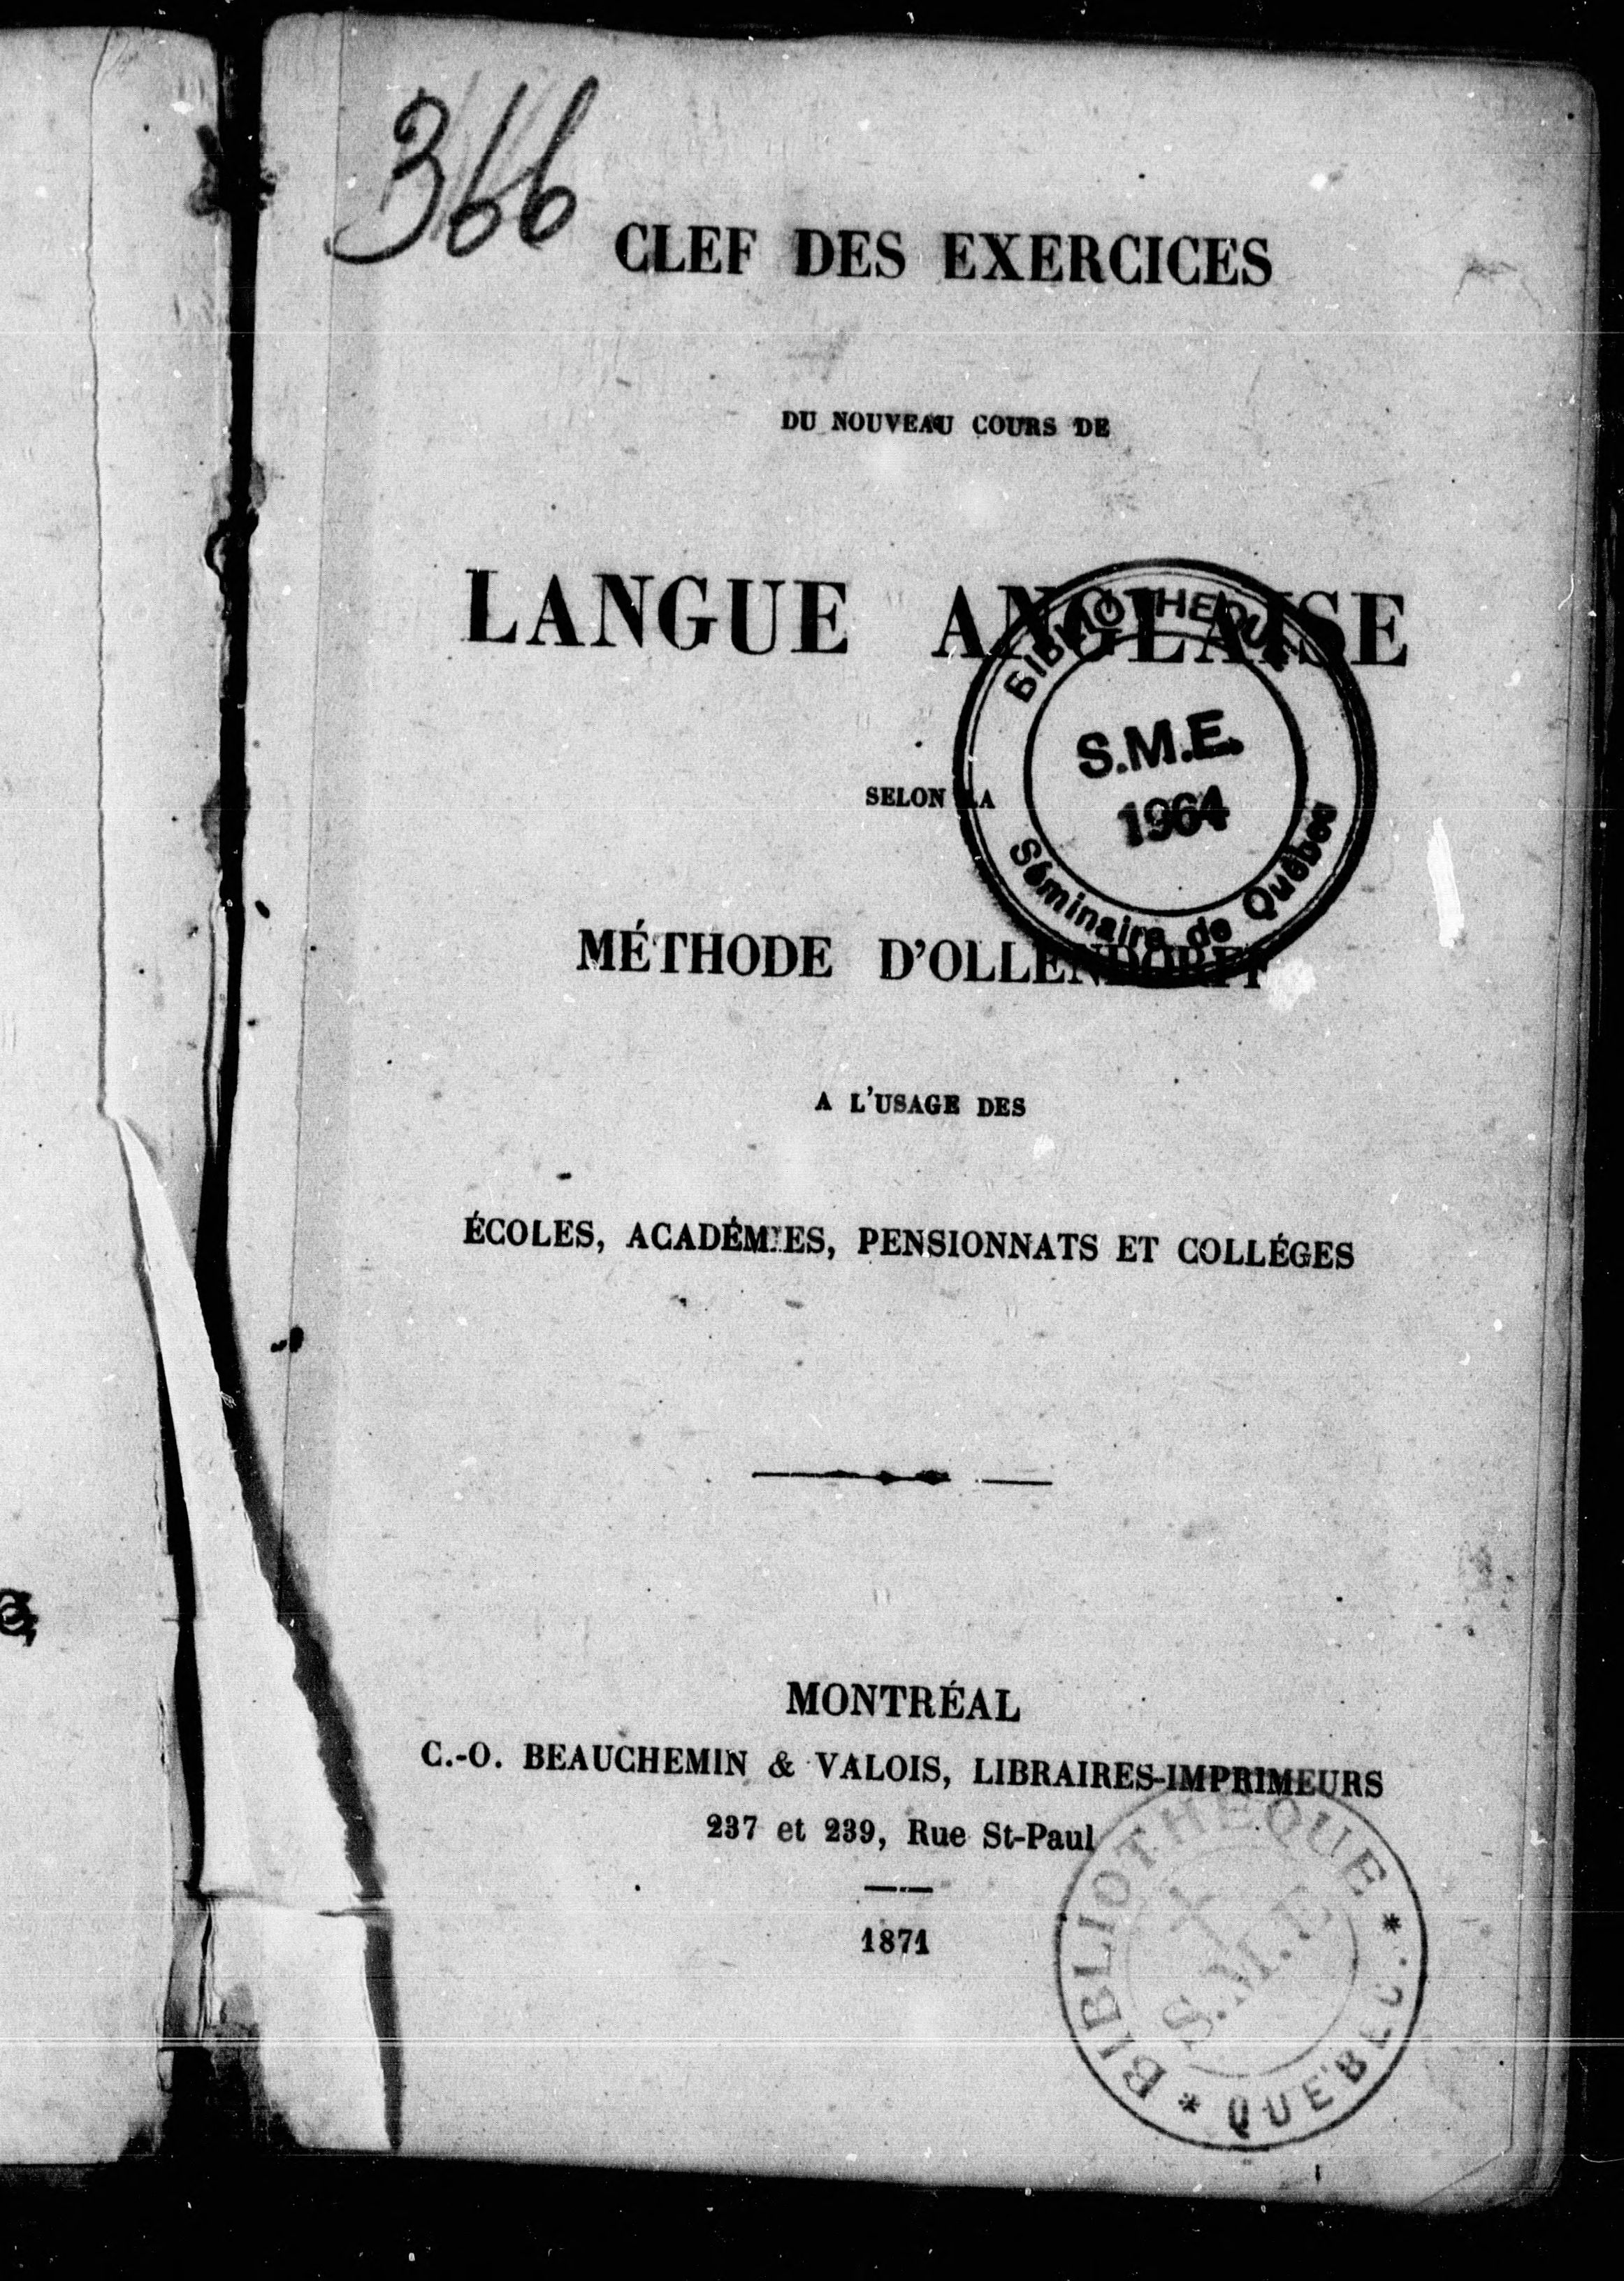 366
CLEF DES EXERCICES
DU NOUVEAU COURS DE
LANGUE ANGLAISE
BIBLIOTHEQUE
S.M.E.
1964
Séminaire de Québec
SELON LA
MÉTHODE D'OLLENDORFF
A L'USAGE DES
ÉCOLES, ACADÉMIES, PENSIONNATS ET COLLÉGES
MONTRÉAL
C.-O. BEAUCHEMIN & VALOIS, LIBRAIRES-IMPRIMEURS
237 et 239, Rue St-Paul
1871
BIBLIOTHEQUE
S.M.E
* QUÉBEC. *